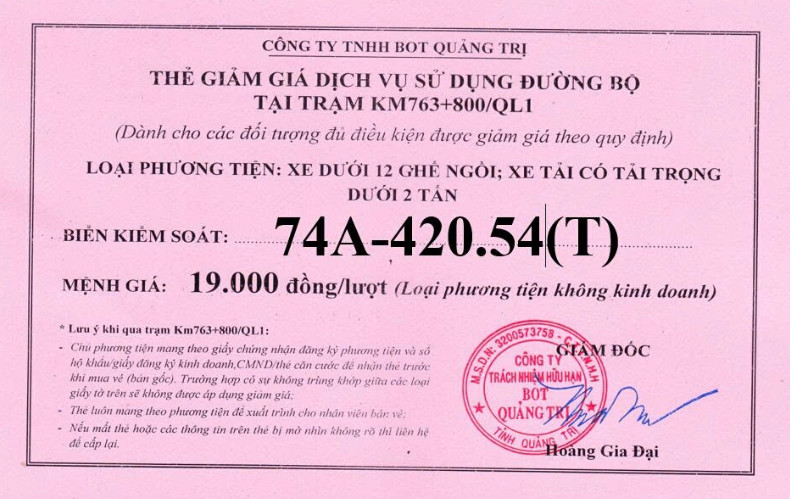 CÔNG TY TNHH BOT QUẢNG TRỊ
THẺ GIẢM GIÁ DỊCH VỤ SỬ DỤNG ĐƯỜNG BỘ
TẠI TRẠM KM763+800/QL1
(Dành cho các đối tượng đủ điều kiện được giảm giá theo quy định)
LOẠI PHƯƠNG TIỆN: XE DƯỚI 12 GHẾ NGỒI; XE TẢI CÓ TẢI TRỌNG
DƯỚI 2 TẤN
BIỂN KIỂM SOÁT: 74A-420.54(T)
MỆNH GIÁ: 19.000 đồng/lượt (Loại phương tiện không kinh doanh)
* Lưu ý khi qua trạm Km763+800/QL1:
- Chủ phương tiện mang theo giấy chứng nhận đăng ký phương tiện và sổ
hộ khẩu/giấy đăng ký kinh doanh,CMND/thẻ căn cước để nhận thẻ trước
khi mua vé (bản gốc). Trường hợp có sự không trùng khớp giữa các loại
giấy tờ trên sẽ không được áp dụng giảm giá.
- Thẻ luôn mang theo phương tiện để xuất trình cho nhân viên bán vé;
- Nếu mất thẻ hoặc các thông tin trên thẻ bị mờ nhìn không rõ thì liên hệ
để cấp lại.
GIÁM ĐỐC
M.S.D.N: 3200573758 - C.T.T.N.H.H
CÔNG TY
TRÁCH NHIỆM HỮU HẠN
BOT
QUẢNG TRỊ
TỈNH QUẢNG TRỊ
Hoàng Gia Đại